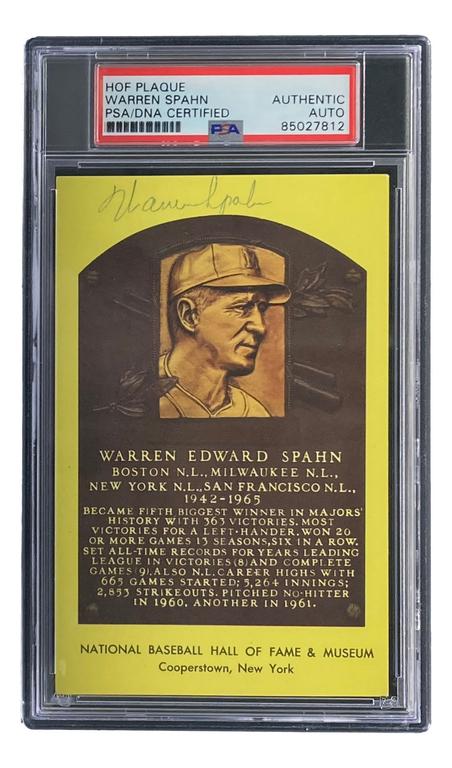 HOF PLAQUE
WARREN SPAHN
PSA/DNA CERTIFIED
AUTHENTIC
AUTO
85027812
PSA
Warren Spahn
WARREN EDWARD SPAHN
BOSTON N.L., MILWAUKEE N.L.,
NEW YORK N.L., SAN FRANCISCO N.L.,
1942-1965
BECAME FIFTH BIGGEST WINNER IN MAJORS'
HISTORY WITH 363 VICTORIES. MOST
VICTORIES FOR A LEFT-HANDER. WON 20
OR MORE GAMES 13 SEASONS, SIX IN A ROW.
SET ALL-TIME RECORDS FOR YEARS LEADING
LEAGUE IN VICTORIES (8) AND COMPLETE
GAMES (9). ALSO N.L. CAREER HIGHS WITH
665 GAMES STARTED; 5,264 INNINGS;
2,853 STRIKEOUTS. PITCHED NO-HITTER
IN 1960, ANOTHER IN 1961.
NATIONAL BASEBALL HALL OF FAME & MUSEUM
Cooperstown, New York